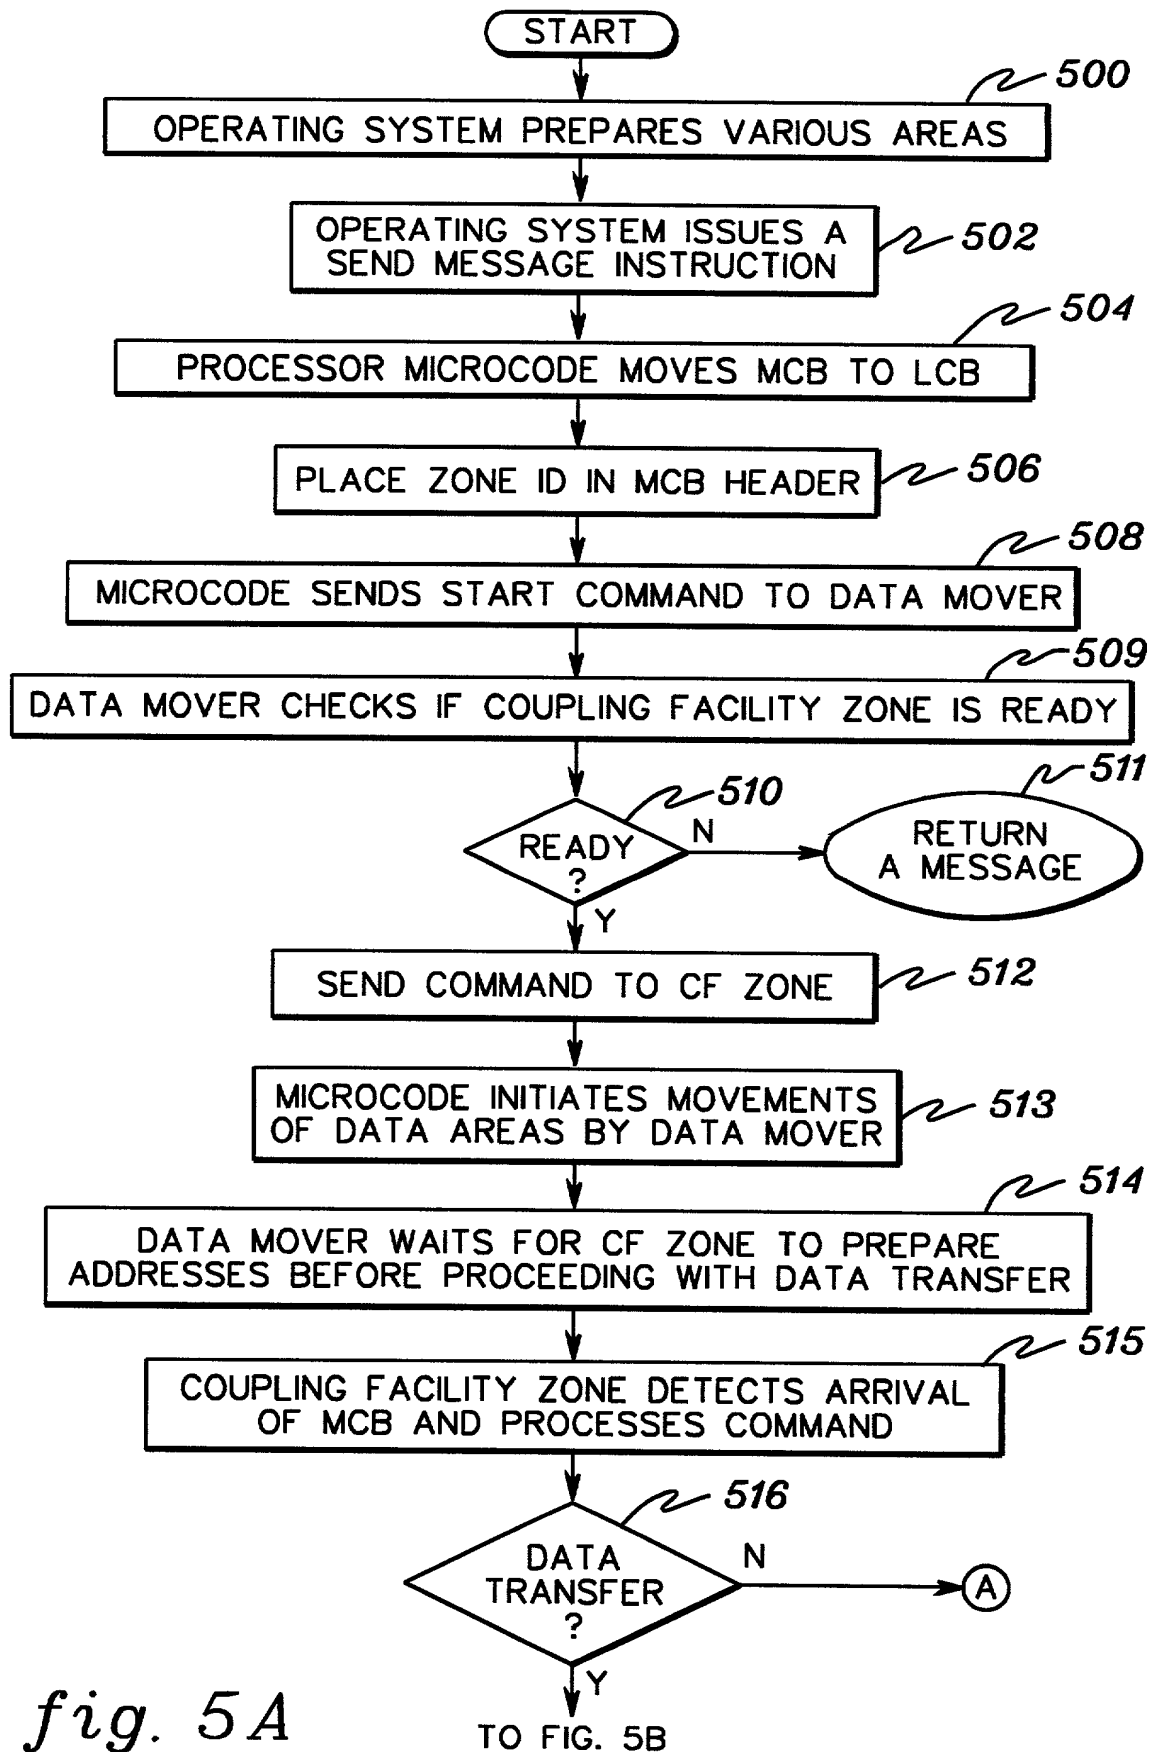 START
500
OPERATING SYSTEM PREPARES VARIOUS AREAS
OPERATING SYSTEM ISSUES A
SEND MESSAGE INSTRUCTION
502
504
PROCESSOR MICROCODE MOVES MCB TO LCB
PLACE ZONE ID IN MCB HEADER
506
508
MICROCODE SENDS START COMMAND TO DATA MOVER
509
DATA MOVER CHECKS IF COUPLING FACILITY ZONE IS READY
510
READY
?
N
511
RETURN
A MESSAGE
Y
SEND COMMAND TO CF ZONE
512
MICROCODE INITIATES MOVEMENTS
OF DATA AREAS BY DATA MOVER
513
514
DATA MOVER WAITS FOR CF ZONE TO PREPARE
ADDRESSES BEFORE PROCEEDING WITH DATA TRANSFER
515
COUPLING FACILITY ZONE DETECTS ARRIVAL
OF MCB AND PROCESSES COMMAND
516
DATA
TRANSFER
?
N
A
Y
TO FIG. 5B
fig. 5A